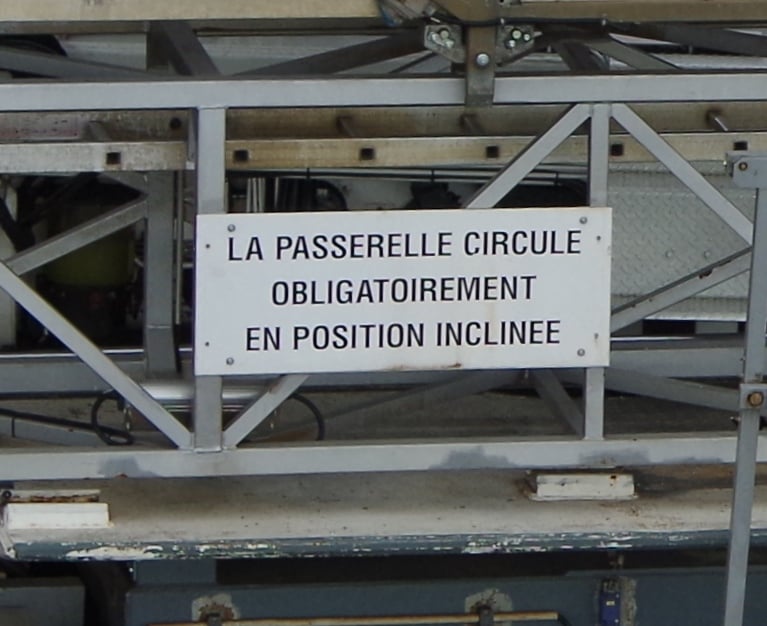 LA PASSERELLE CIRCULE
OBLIGATOIREMENT
EN POSITION INCLINEE